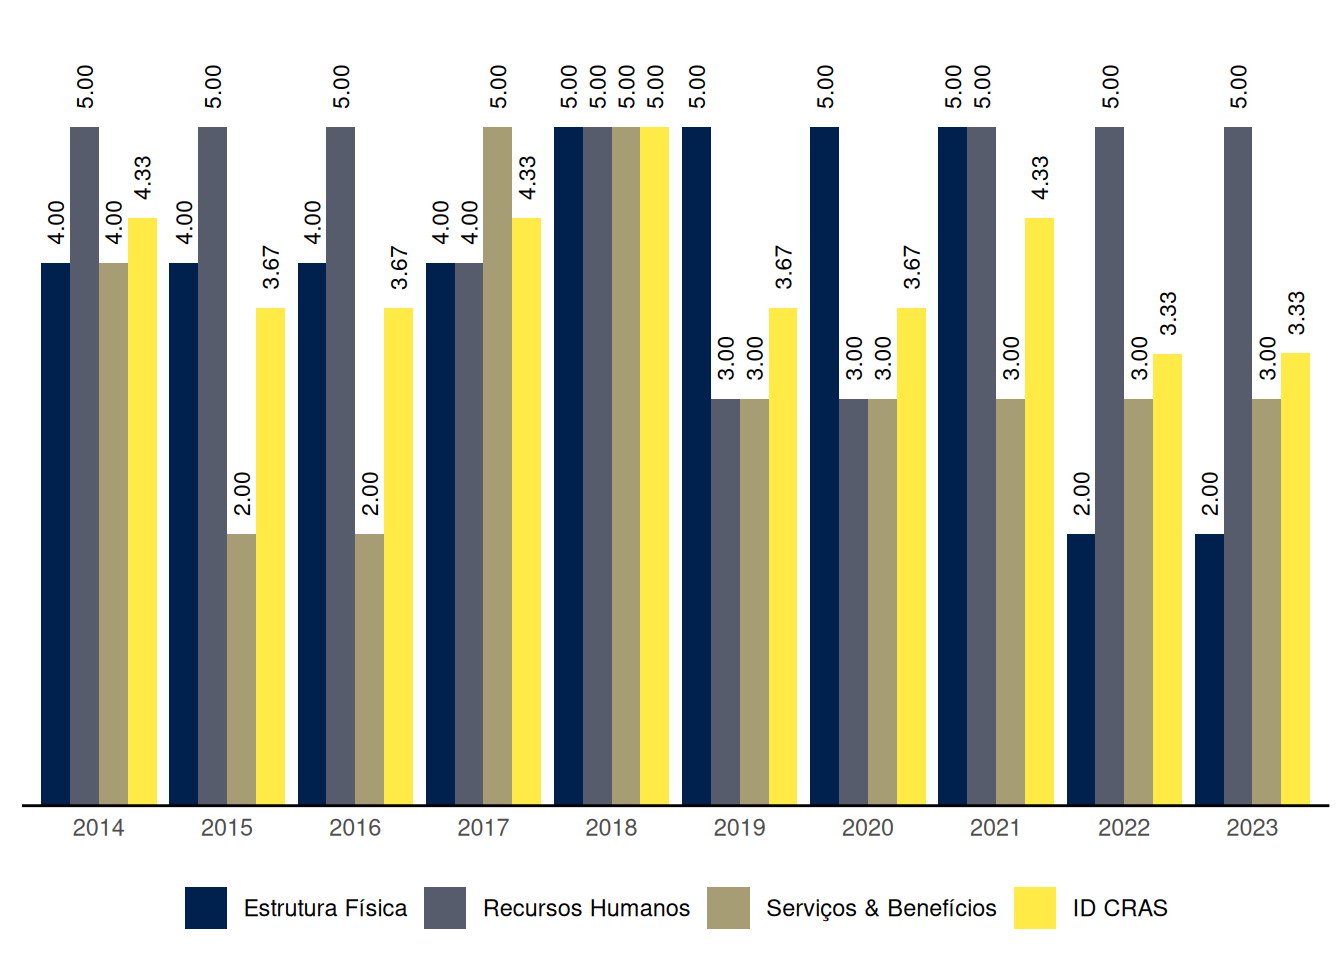 4.00 5.00 4.00 4.33 4.00 5.00 2.00 3.67 4.00 5.00 2.00 3.67 4.00 4.00 5.00 4.33 5.00 5.00 5.00 5.00 5.00 3.00 3.00 3.67 5.00 3.00 3.00 3.67 5.00 5.00 3.00 4.33 2.00 5.00 3.00 3.33 2.00 5.00 3.00 3.33
2014 2015 2016 2017 2018 2019 2020 2021 2022 2023
Estrutura Física Recursos Humanos Serviços & Benefícios ID CRAS